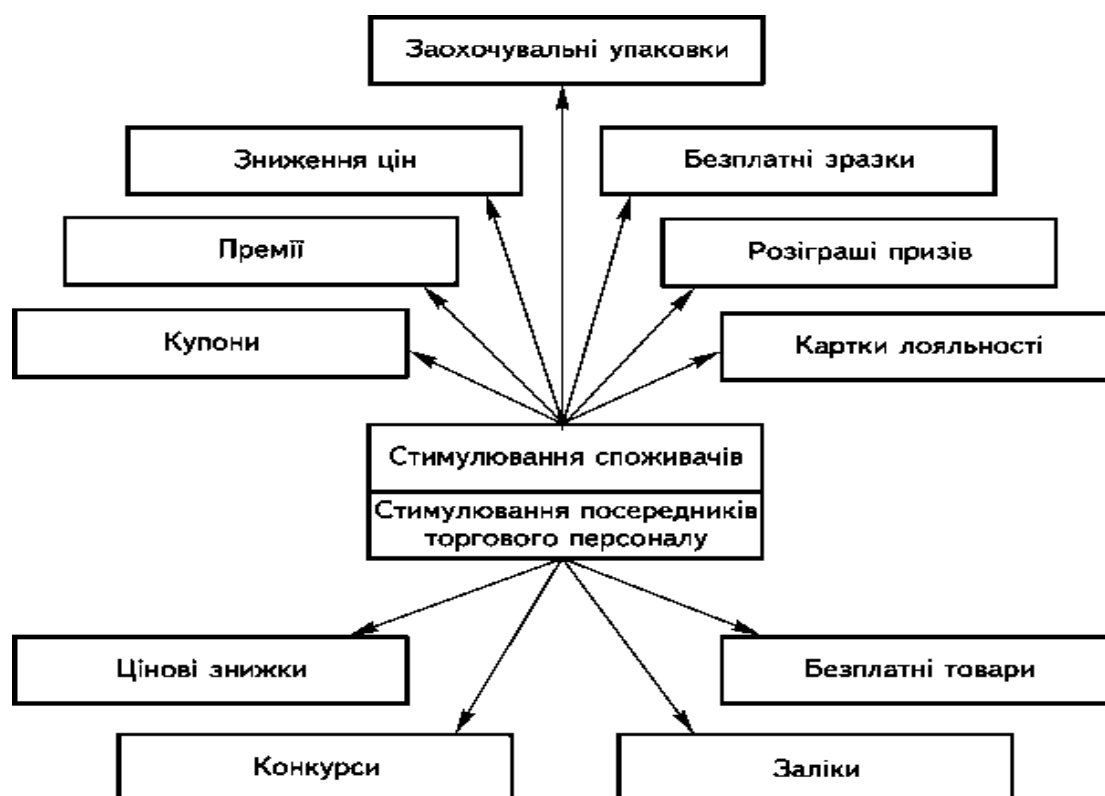 Заохочувальні упаковки
Зниження цін
Безплатні зразки
Премії
Розіграші призів
Купони
Картки лояльності
Стимулювання споживачів
Стимулювання посередників
торгового персоналу
Цінові знижки
Безплатні товари
Конкурси
Заліки